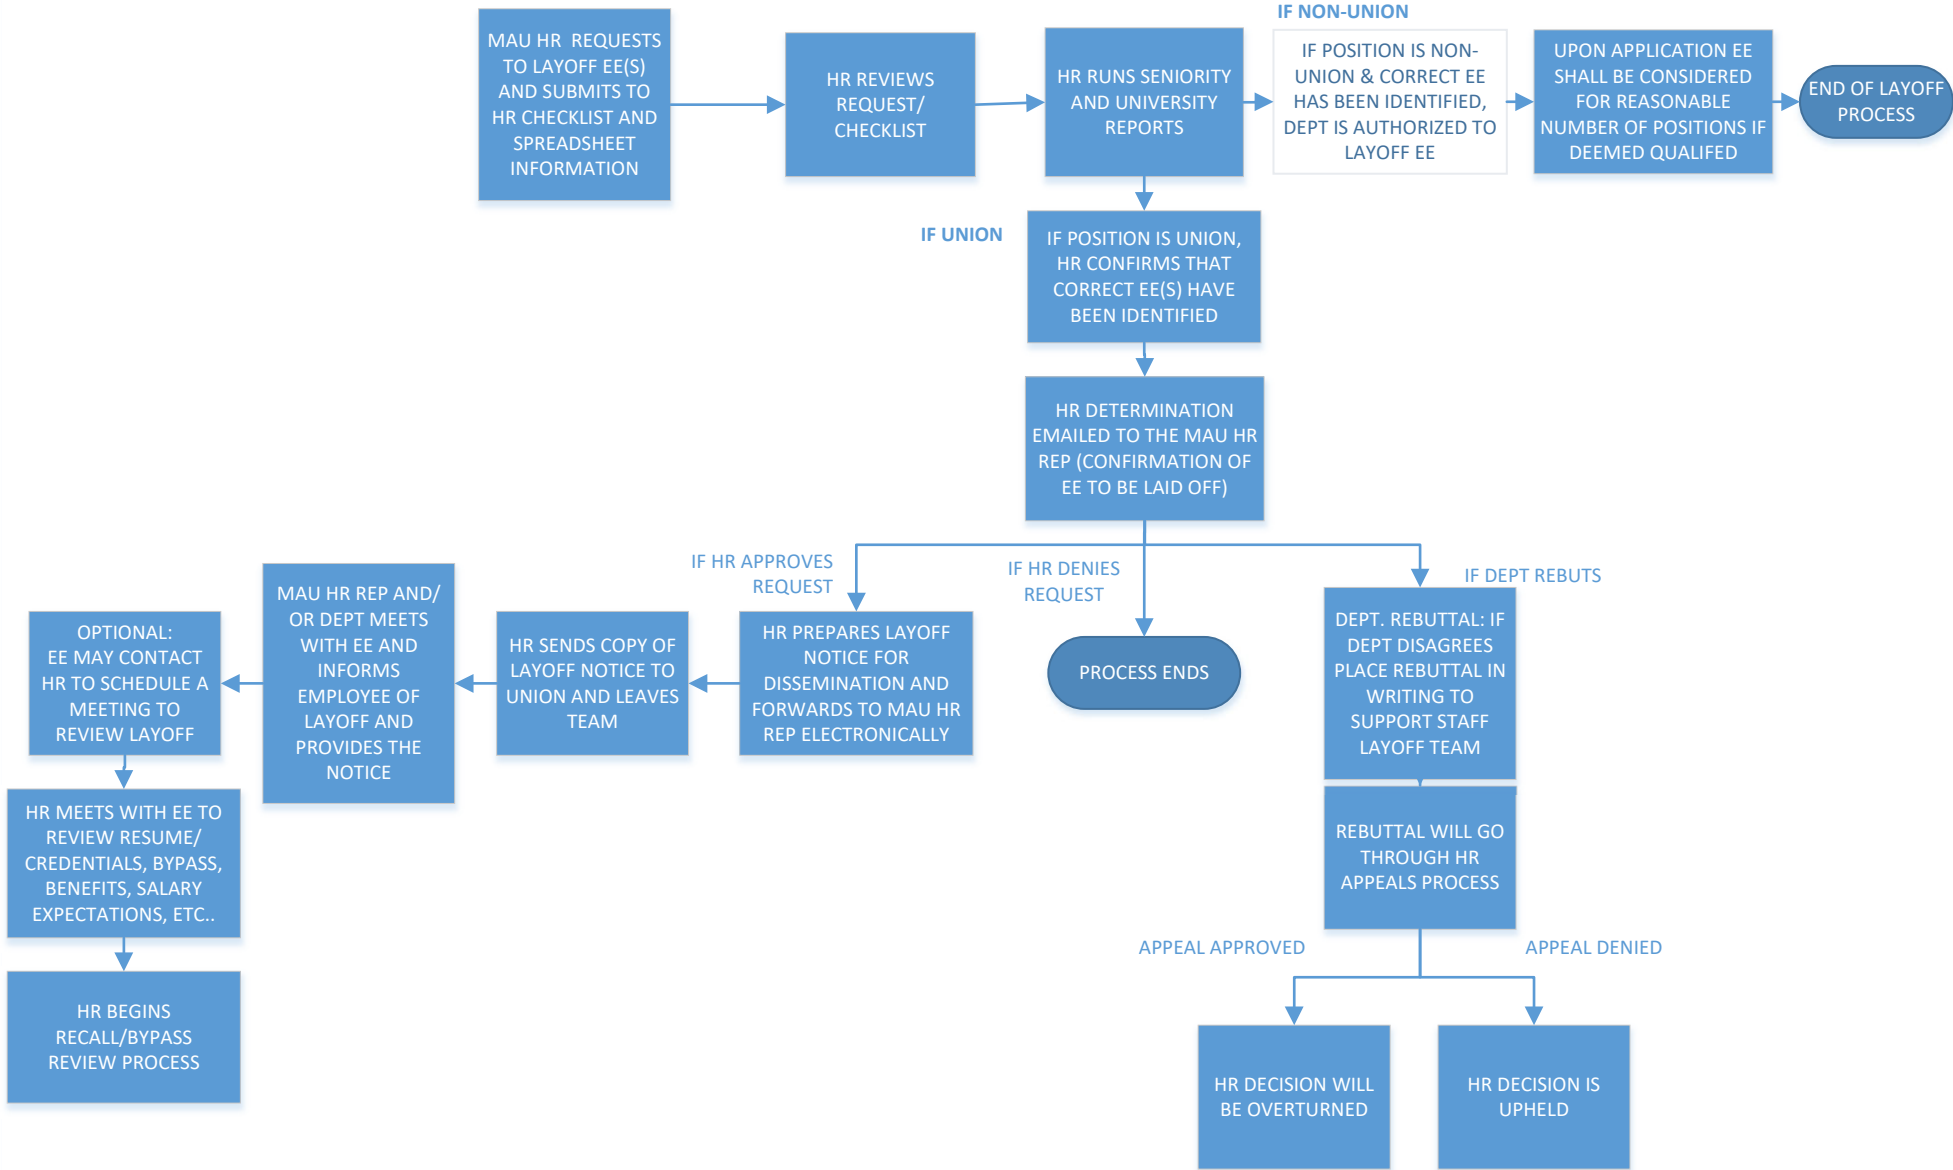 IF NON-UNION
MAU HR REQUESTS
TO LAYOFF EE(S)
AND SUBMITS TO
HR CHECKLIST AND
SPREADSHEET
INFORMATION
HR REVIEWS
REQUEST/
CHECKLIST
HR RUNS SENIORITY
AND UNIVERSITY
REPORTS
IF POSITION IS NON-
UNION & CORRECT EE
HAS BEEN IDENTIFIED,
DEPT IS AUTHORIZED TO
LAYOFF EE
UPON APPLICATION EE
SHALL BE CONSIDERED
FOR REASONABLE
NUMBER OF POSITIONS IF
DEEMED QUALIFED
END OF LAYOFF
PROCESS
IF UNION
IF POSITION IS UNION,
HR CONFIRMS THAT
CORRECT EE(S) HAVE
BEEN IDENTIFIED
HR DETERMINATION
EMAILED TO THE MAU HR
REP (CONFIRMATION OF
EE TO BE LAID OFF)
IF HR APPROVES
REQUEST
IF HR DENIES
REQUEST
IF DEPT REBUTS
HR PREPARES LAYOFF
NOTICE FOR
DISSEMINATION AND
FORWARDS TO MAU HR
REP ELECTRONICALLY
HR SENDS COPY OF
LAYOFF NOTICE TO
UNION AND LEAVES
TEAM
MAU HR REP AND/
OR DEPT MEETS
WITH EE AND
INFORMS
EMPLOYEE OF
LAYOFF AND
PROVIDES THE
NOTICE
OPTIONAL:
EE MAY CONTACT
HR TO SCHEDULE A
MEETING TO
REVIEW LAYOFF
HR MEETS WITH EE TO
REVIEW RESUME/
CREDENTIALS, BYPASS,
BENEFITS, SALARY
EXPECTATIONS, ETC..
HR BEGINS
RECALL/BYPASS
REVIEW PROCESS
PROCESS ENDS
DEPT. REBUTTAL: IF
DEPT DISAGREES
PLACE REBUTTAL IN
WRITING TO
SUPPORT STAFF
LAYOFF TEAM
REBUTTAL WILL GO
THROUGH HR
APPEALS PROCESS
APPEAL APPROVED
APPEAL DENIED
HR DECISION WILL
BE OVERTURNED
HR DECISION IS
UPHELD